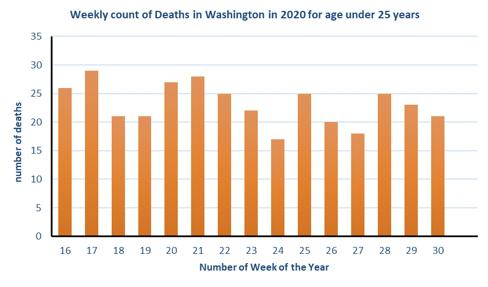 Weekly count of Deaths in Washington in 2020 for age under 25 years
35
30
25
20
15
10
5
0
number of deaths
16 17 18 19 20 21 22 23 24 25 26 27 28 29 30
Number of Week of the Year